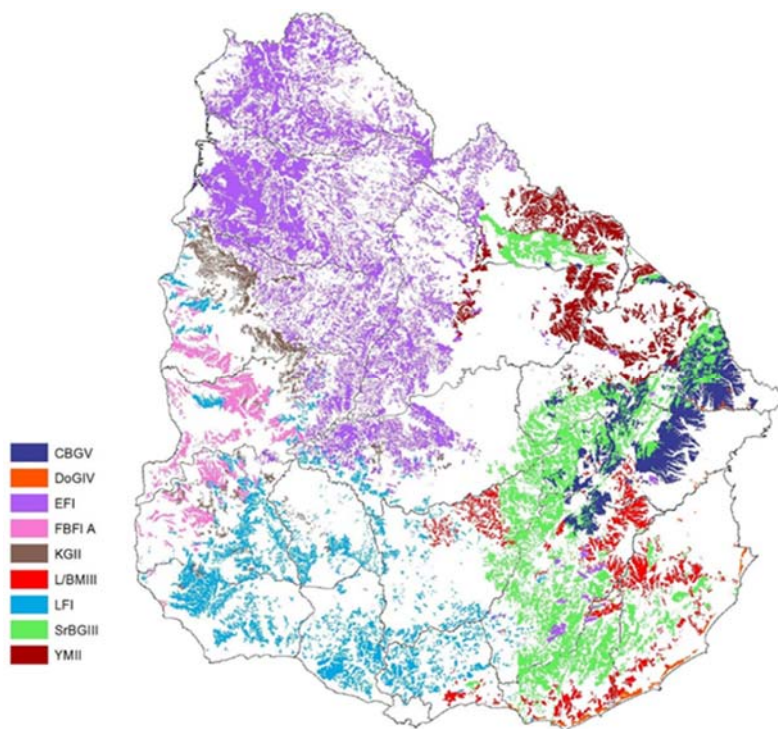 CBGV
DoGIV
EFI
FBFI A
KGII
L/BMIII
LFI
SrBGIII
YMII